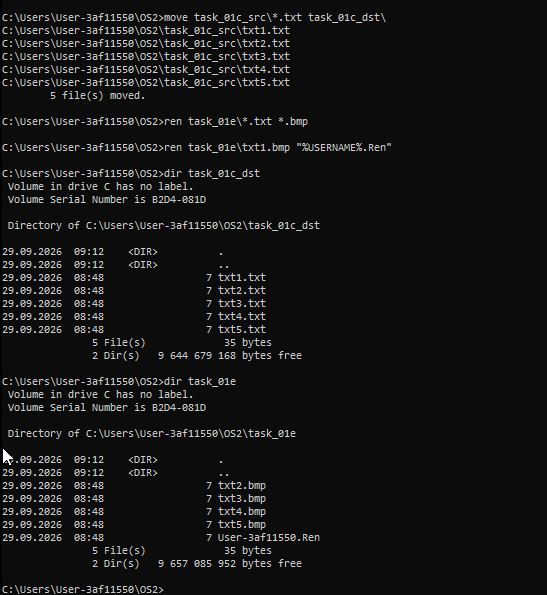 C:\Users\User-3af11550\OS2>move task_01c_src\*.txt task_01c_dst\
C:\Users\User-3af11550\OS2\task_01c_src\txt1.txt
C:\Users\User-3af11550\OS2\task_01c_src\txt2.txt
C:\Users\User-3af11550\OS2\task_01c_src\txt3.txt
C:\Users\User-3af11550\OS2\task_01c_src\txt4.txt
C:\Users\User-3af11550\OS2\task_01c_src\txt5.txt
        5 file(s) moved.

C:\Users\User-3af11550\OS2>ren task_01e\*.txt *.bmp

C:\Users\User-3af11550\OS2>ren task_01e\txt1.bmp "%USERNAME%.Ren"

C:\Users\User-3af11550\OS2>dir task_01c_dst
 Volume in drive C has no label.
 Volume Serial Number is B2D4-081D

 Directory of C:\Users\User-3af11550\OS2\task_01c_dst

29.09.2026  09:12    <DIR>          .
29.09.2026  09:12    <DIR>          ..
29.09.2026  08:48                 7 txt1.txt
29.09.2026  08:48                 7 txt2.txt
29.09.2026  08:48                 7 txt3.txt
29.09.2026  08:48                 7 txt4.txt
29.09.2026  08:48                 7 txt5.txt
               5 File(s)             35 bytes
               2 Dir(s)   9 644 679 168 bytes free

C:\Users\User-3af11550\OS2>dir task_01e
 Volume in drive C has no label.
 Volume Serial Number is B2D4-081D

 Directory of C:\Users\User-3af11550\OS2\task_01e

.09.2026  09:12    <DIR>          .
29.09.2026  09:12    <DIR>          ..
29.09.2026  08:48                 7 txt2.bmp
29.09.2026  08:48                 7 txt3.bmp
29.09.2026  08:48                 7 txt4.bmp
29.09.2026  08:48                 7 txt5.bmp
29.09.2026  08:48                 7 User-3af11550.Ren
               5 File(s)             35 bytes
               2 Dir(s)   9 657 085 952 bytes free

C:\Users\User-3af11550\OS2>